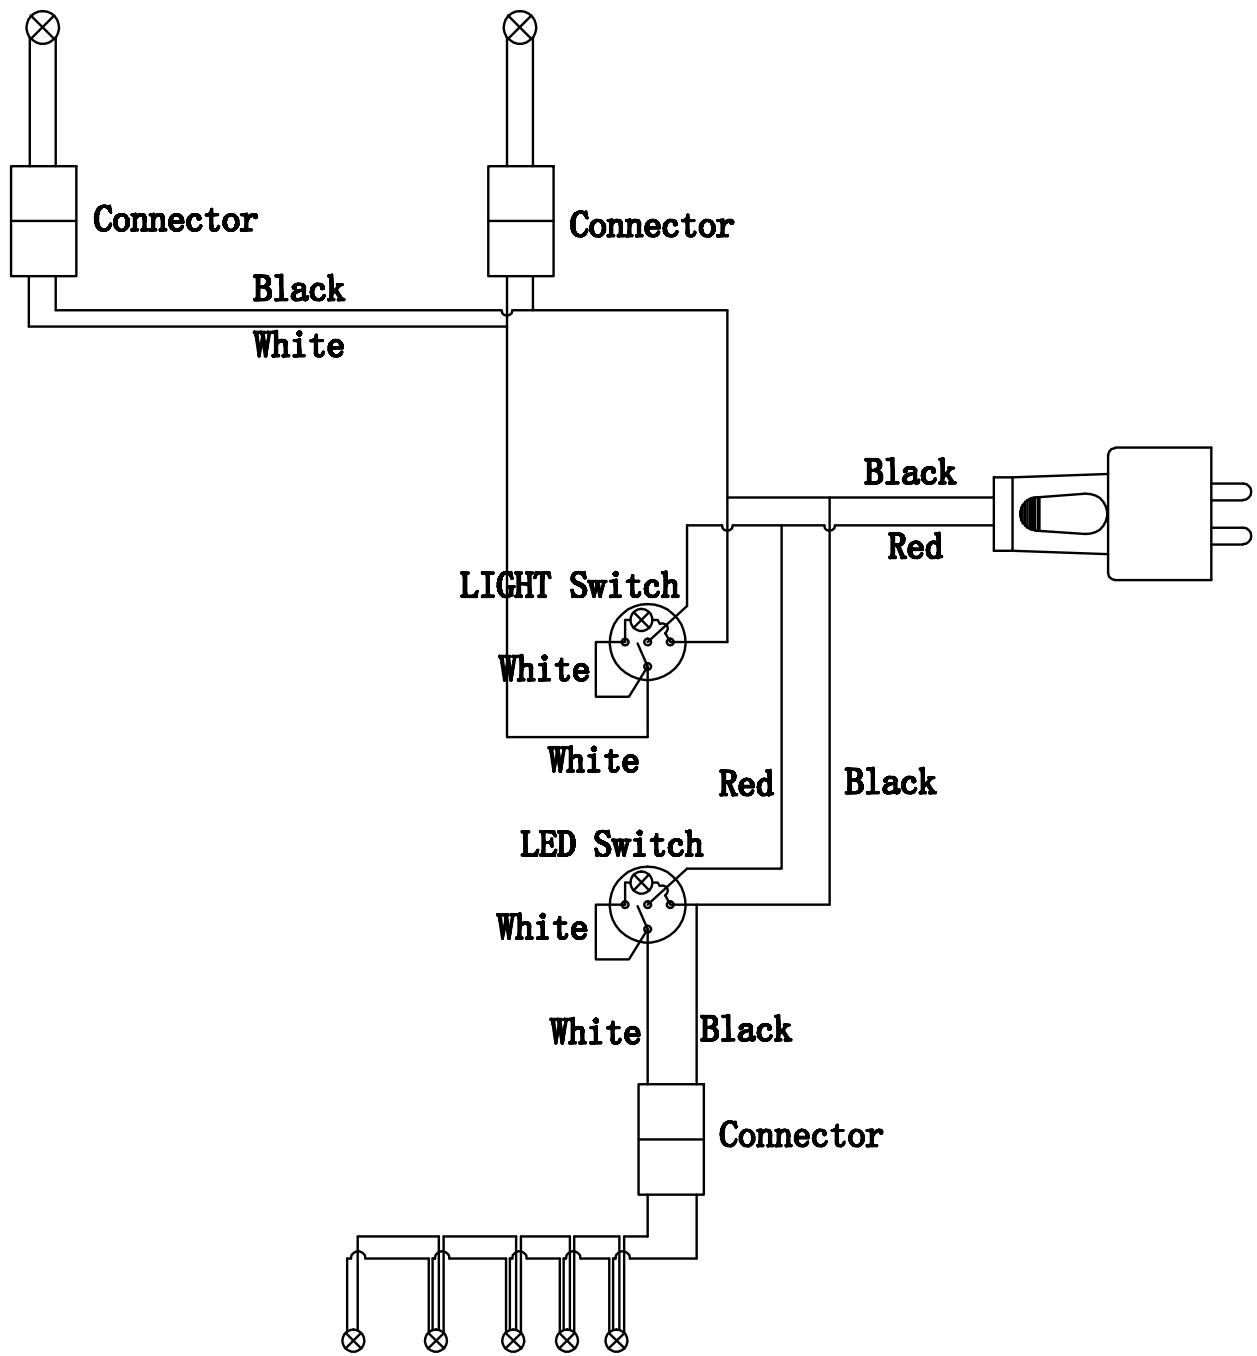 Connector
Connector
Black
White
Black
Red
LIGHT Switch
White
White
Red
Black
LED Switch
White
White
Black
Connector